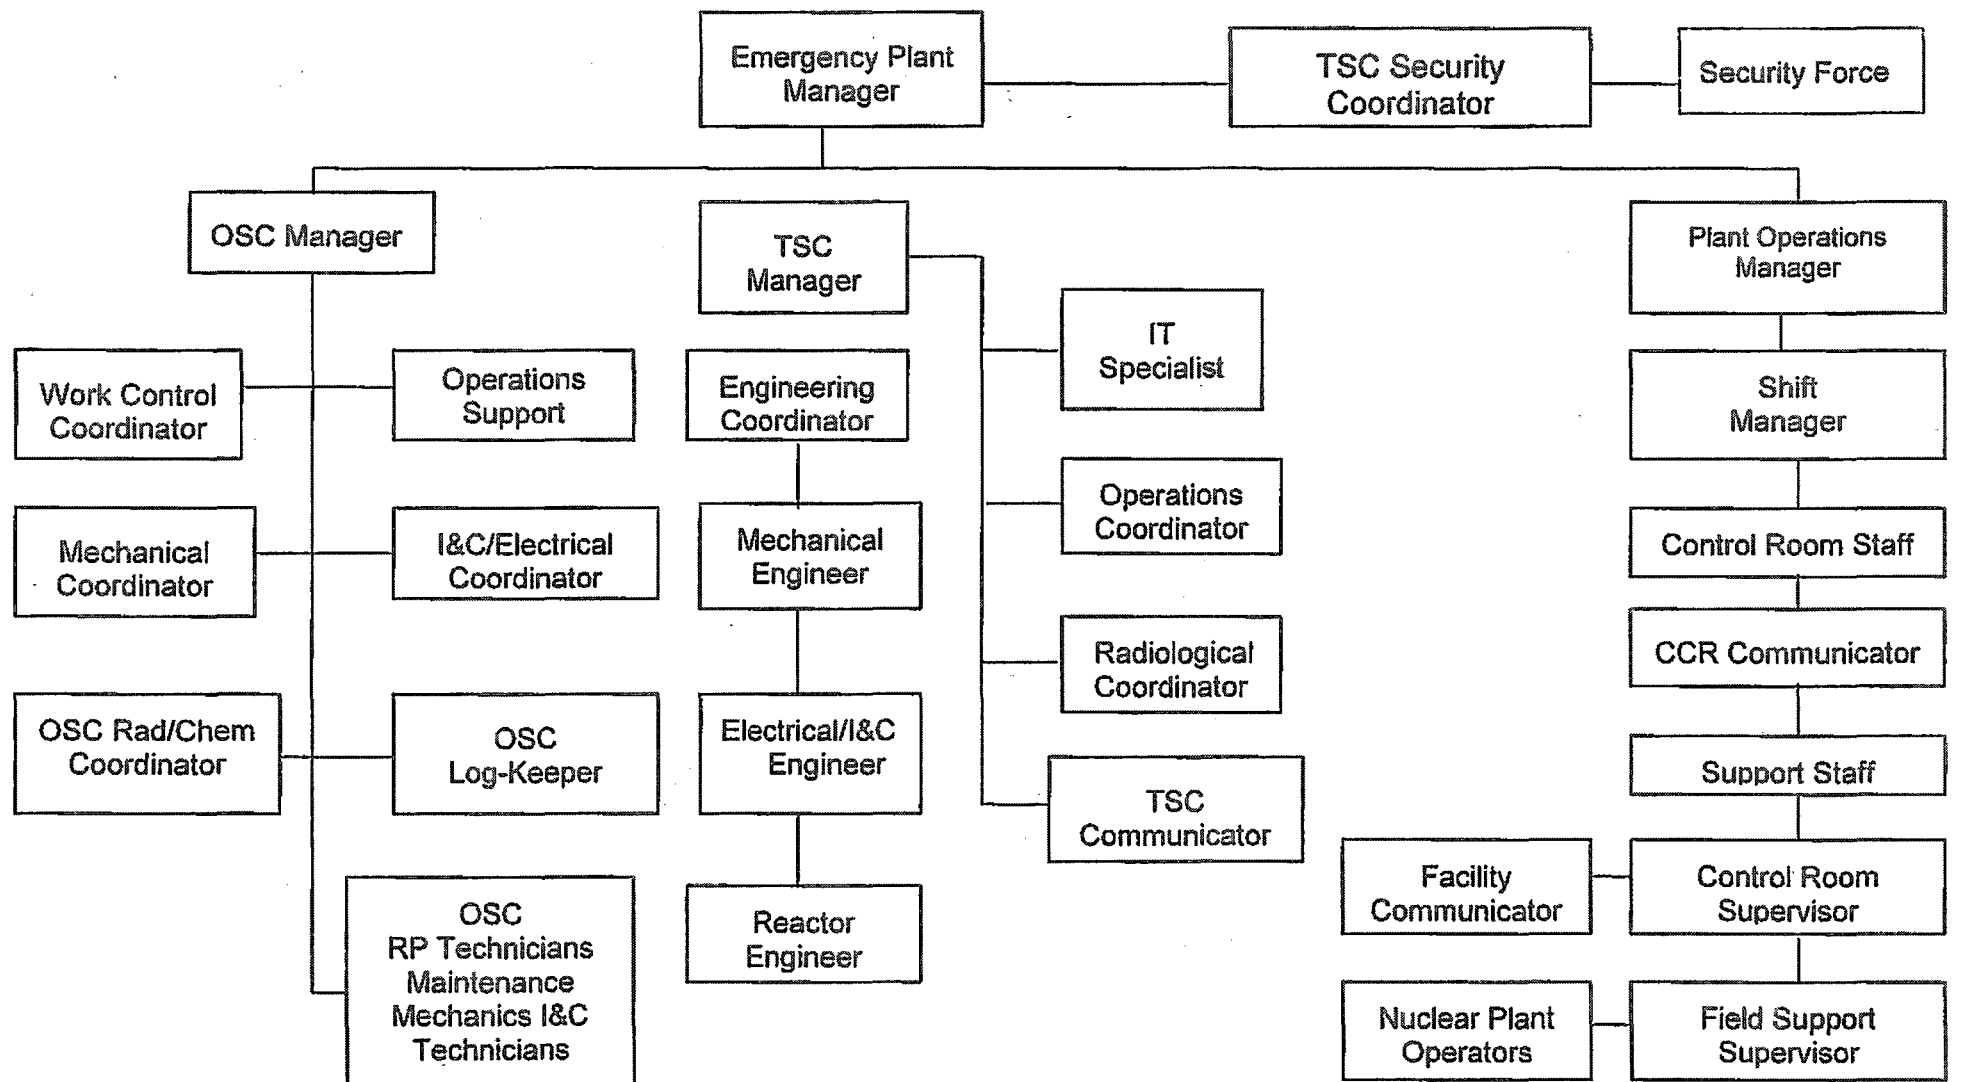 Emergency Plant
Manager
TSC Security
Coordinator
Security Force
OSC Manager
TSC
Manager
Plant Operations
Manager
IT
Specialist
Work Control
Coordinator
Operations
Support
Engineering
Coordinator
Shift
Manager
Operations
Coordinator
Mechanical
Coordinator
I&C/Electrical
Coordinator
Mechanical
Engineer
Control Room Staff
Radiological
Coordinator
CCR Communicator
OSC Rad/Chem
Coordinator
OSC
Log-Keeper
Electrical/I&C
Engineer
TSC
Communicator
Support Staff
Facility
Communicator
Control Room
Supervisor
OSC
RP Technicians
Maintenance
Mechanics I&C
Technicians
Reactor
Engineer
Nuclear Plant
Operators
Field Support
Supervisor